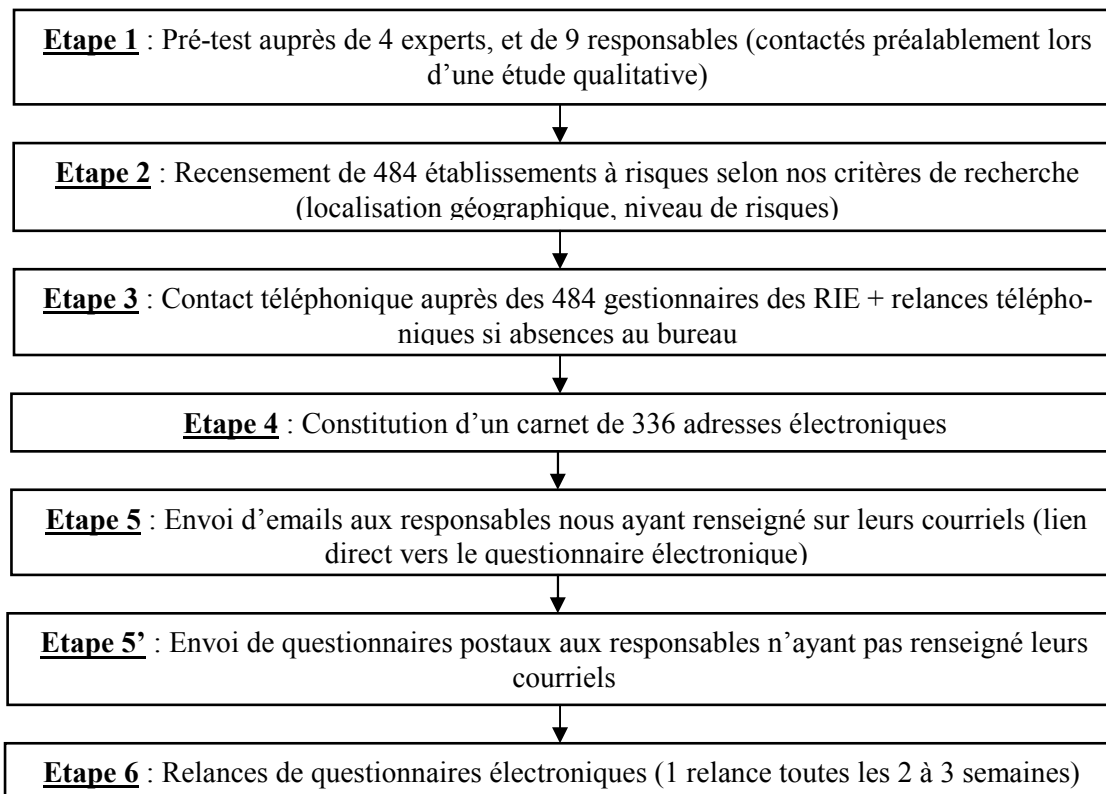 Etape 1 : Pré-test auprès de 4 experts, et de 9 responsables (contactés préalablement lors
d’une étude qualitative)
Etape 2 : Recensement de 484 établissements à risques selon nos critères de recherche
(localisation géographique, niveau de risques)
Etape 3 : Contact téléphonique auprès des 484 gestionnaires des RIE + relances télépho-
niques si absences au bureau
Etape 4 : Constitution d’un carnet de 336 adresses électroniques
Etape 5 : Envoi d’emails aux responsables nous ayant renseigné sur leurs courriels (lien
direct vers le questionnaire électronique)
Etape 5’ : Envoi de questionnaires postaux aux responsables n’ayant pas renseigné leurs
courriels
Etape 6 : Relances de questionnaires électroniques (1 relance toutes les 2 à 3 semaines)